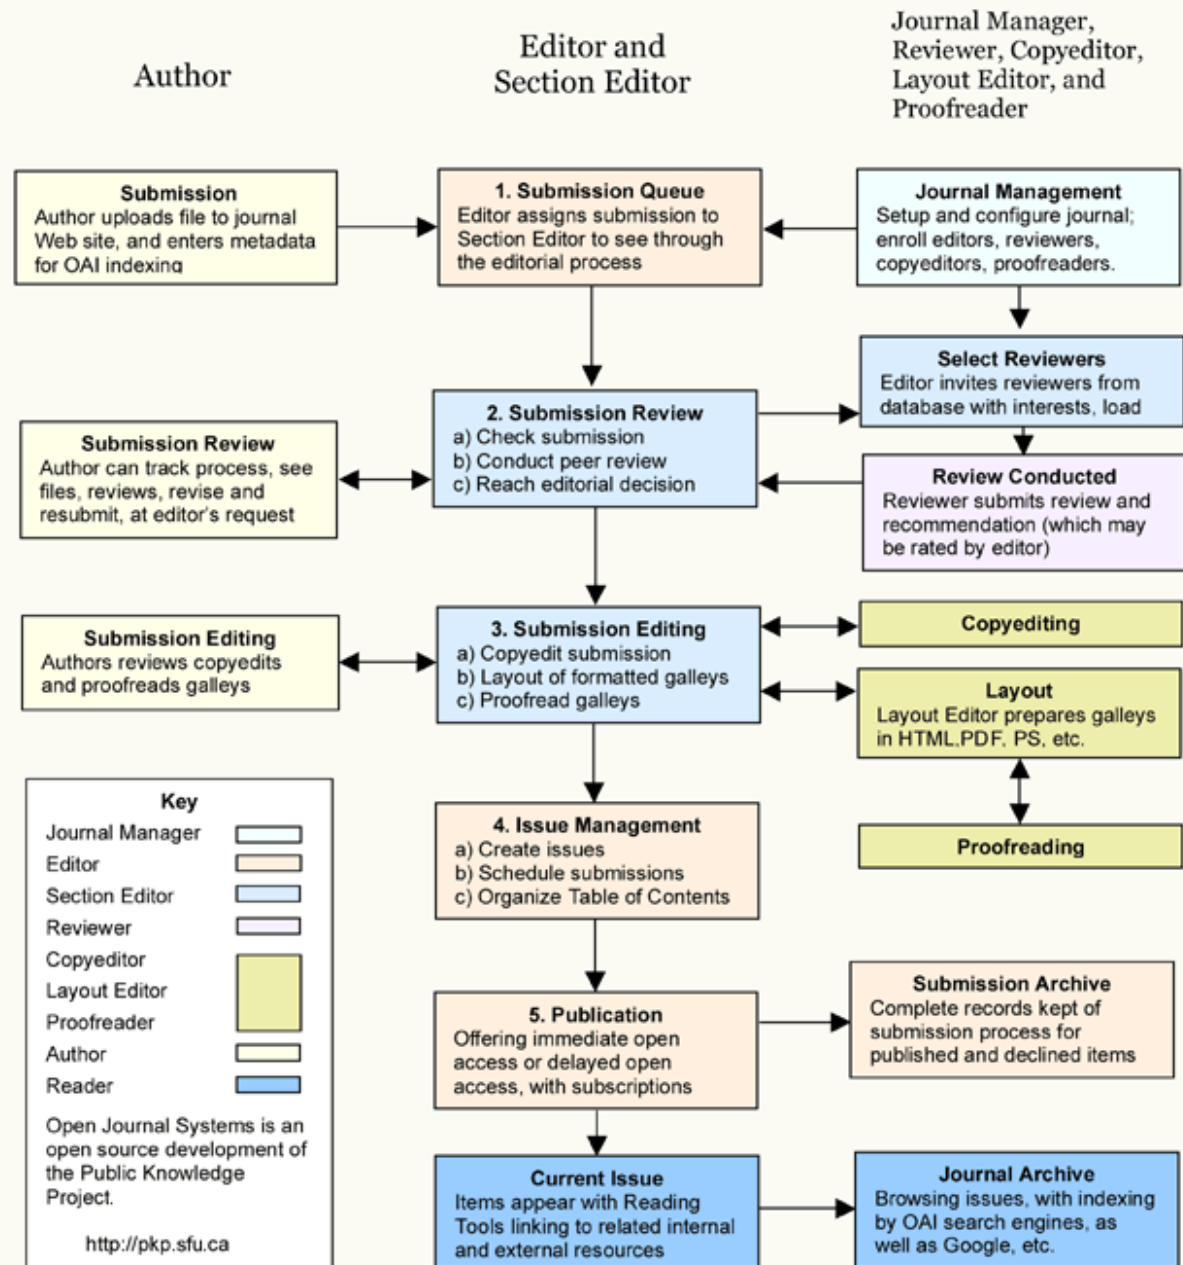 Author
Editor and
Section Editor
Journal Manager,
Reviewer, Copyeditor,
Layout Editor, and
Proofreader
Submission
Author uploads file to journal
Web site, and enters metadata
for OAI indexing
1. Submission Queue
Editor assigns submission to
Section Editor to see through
the editorial process
Journal Management
Setup and configure journal;
enroll editors, reviewers,
copyeditors, proofreaders.
Select Reviewers
Editor invites reviewers from
database with interests, load
2. Submission Review
a) Check submission
b) Conduct peer review
c) Reach editorial decision
Submission Review
Author can track process, see
files, reviews, revise and
resubmit, at editor's request
Review Conducted
Reviewer submits review and
recommendation (which may
be rated by editor)
Submission Editing
Authors reviews copyedits
and proofreads galleys
3. Submission Editing
a) Copyedit submission
b) Layout of formatted galleys
c) Proofread galleys
Copyediting
Layout
Layout Editor prepares galleys
in HTML,PDF, PS, etc.
Proofreading
Key
Journal Manager
Editor
Section Editor
Reviewer
Copyeditor
Layout Editor
Proofreader
Author
Reader
Open Journal Systems is an
open source development of
the Public Knowledge
Project.
http://pkp.sfu.ca
4. Issue Management
a) Create issues
b) Schedule submissions
c) Organize Table of Contents
5. Publication
Offering immediate open
access or delayed open
access, with subscriptions
Submission Archive
Complete records kept of
submission process for
published and declined items
Current Issue
Items appear with Reading
Tools linking to related internal
and external resources
Journal Archive
Browsing issues, with indexing
by OAI search engines, as
well as Google, etc.